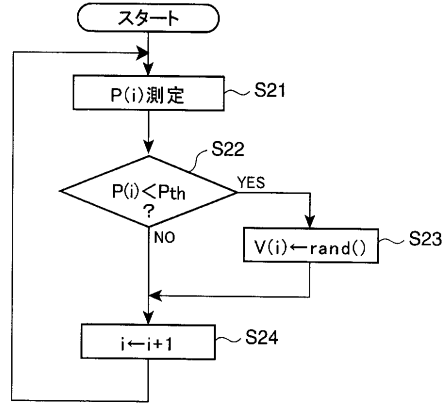 スタート
P(i)測定
S21
S22
P(i)<Pth
?
YES
NO
V(i)←rand()
S23
i←i+1
S24